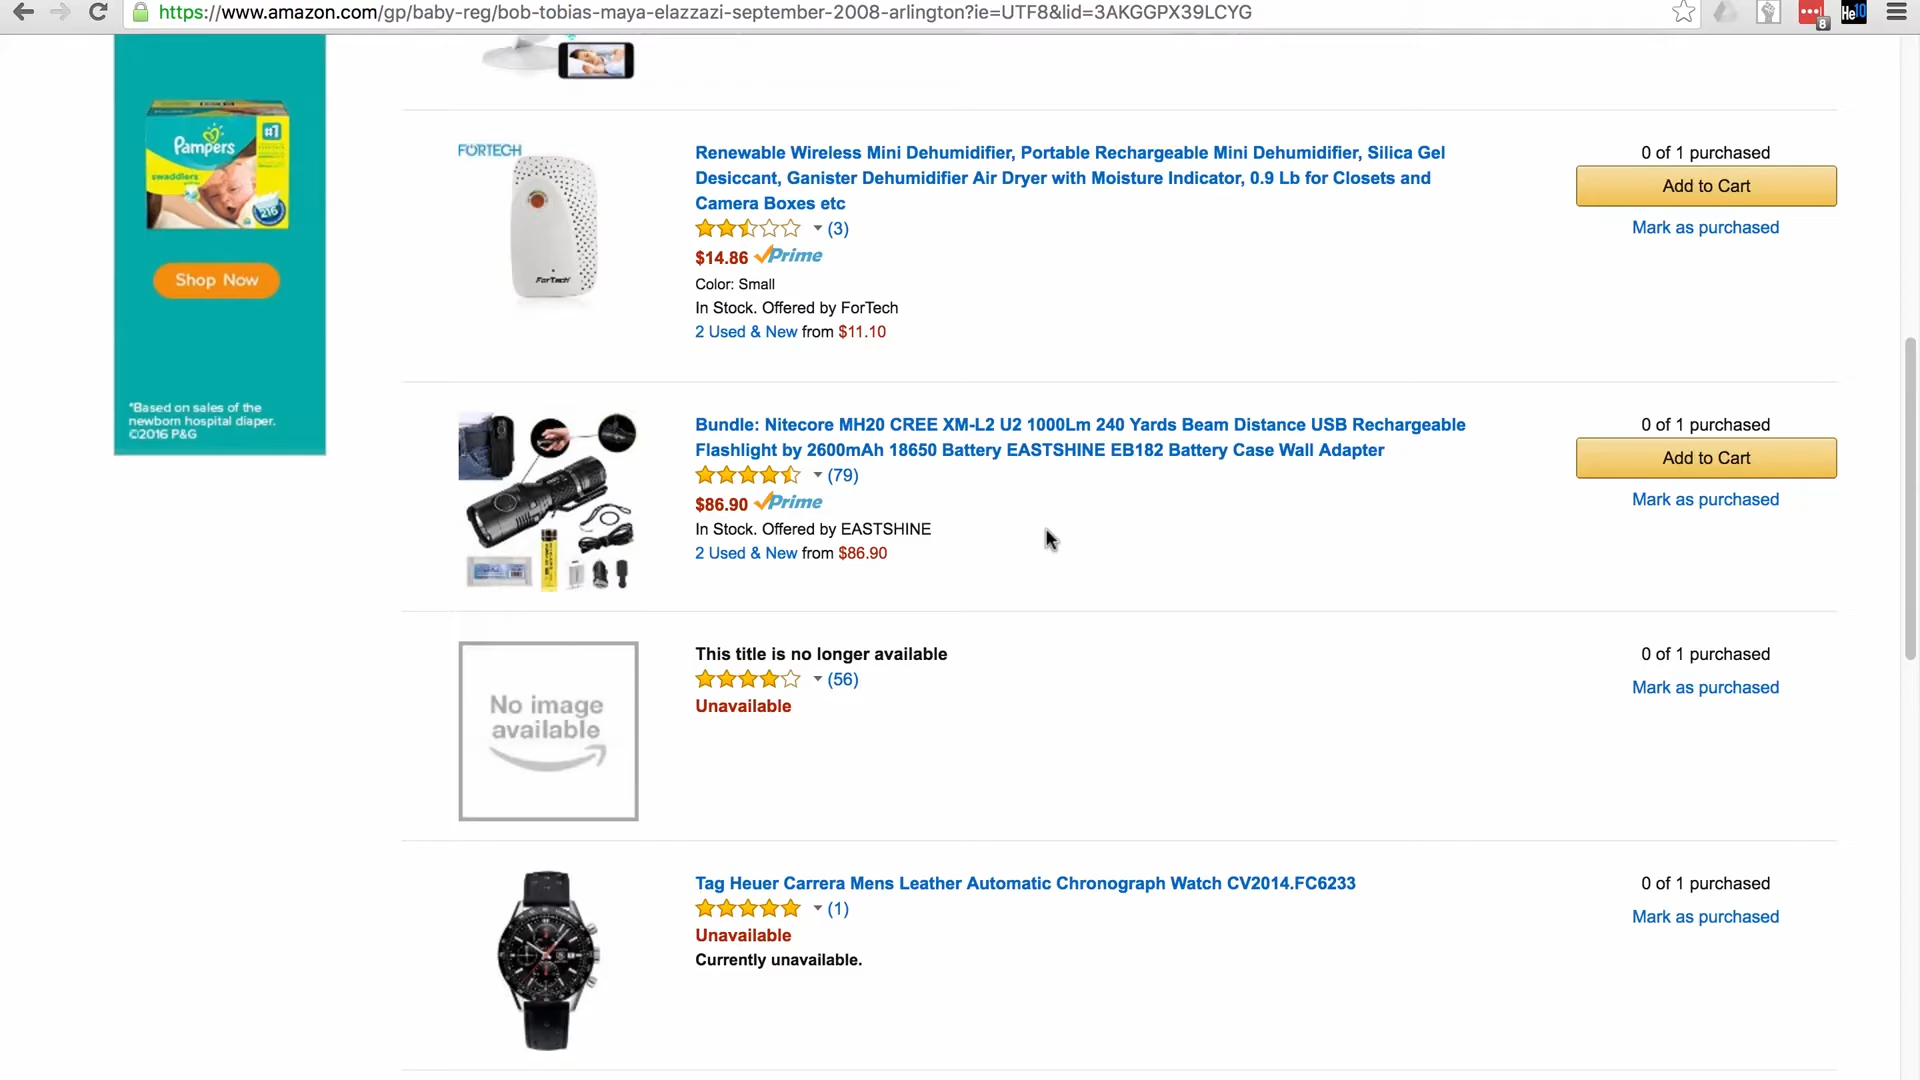 https://www.amazon.com/gp/baby-reg/bob-tobias-maya-elazzazi-september-2008-arlington?ie=UTF8&lid=3AKGGPX39LCYG
8
He10
#1
Pampers
swaddlers
216
Shop Now
*Based on sales of the
newborn hospital diaper.
©2016 P&G
FORTECH
ForTech
Renewable Wireless Mini Dehumidifier, Portable Rechargeable Mini Dehumidifier, Silica Gel
Desiccant, Ganister Dehumidifier Air Dryer with Moisture Indicator, 0.9 Lb for Closets and
Camera Boxes etc
(3)
$14.86 Prime
Color: Small
In Stock. Offered by ForTech
2 Used & New from $11.10
0 of 1 purchased
Add to Cart
Mark as purchased
Bundle: Nitecore MH20 CREE XM-L2 U2 1000Lm 240 Yards Beam Distance USB Rechargeable
Flashlight by 2600mAh 18650 Battery EASTSHINE EB182 Battery Case Wall Adapter
(79)
$86.90 Prime
In Stock. Offered by EASTSHINE
2 Used & New from $86.90
0 of 1 purchased
Add to Cart
Mark as purchased
No image
available
This title is no longer available
(56)
Unavailable
0 of 1 purchased
Mark as purchased
Tag Heuer Carrera Mens Leather Automatic Chronograph Watch CV2014.FC6233
(1)
Unavailable
Currently unavailable.
0 of 1 purchased
Mark as purchased